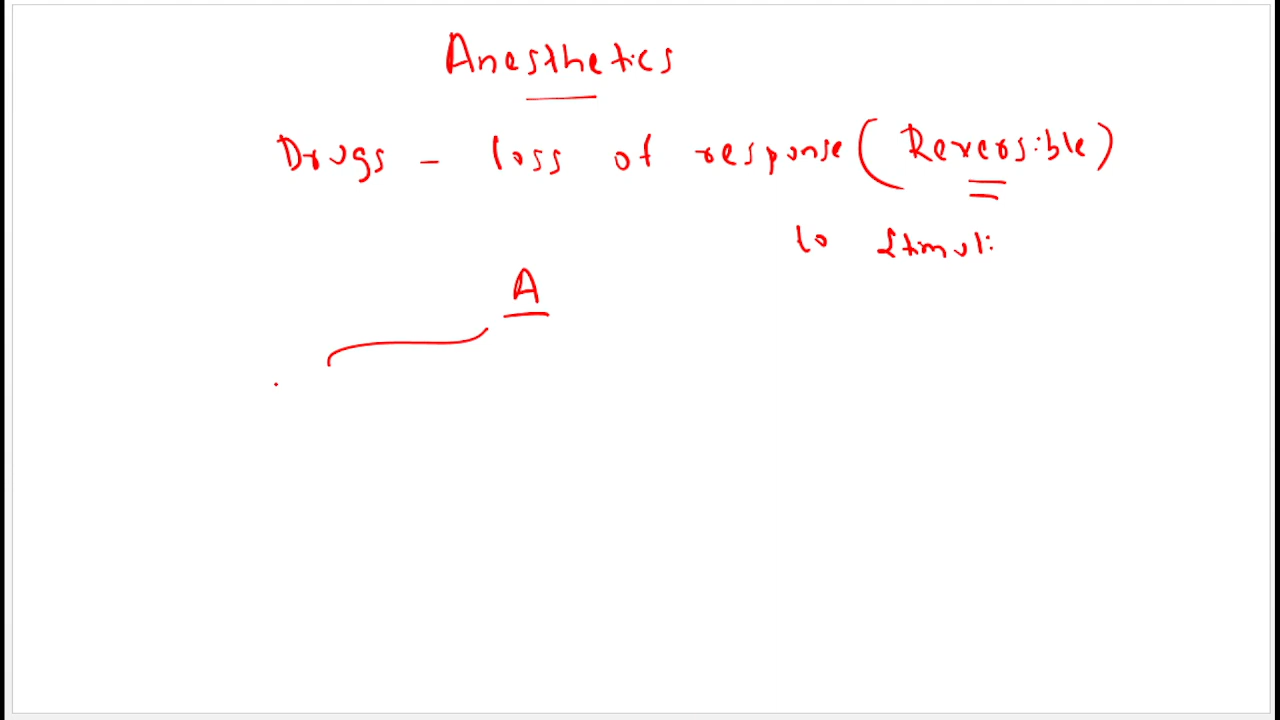 Anesthetics
Drugs - loss of response (Reversible)
to stimuli
A